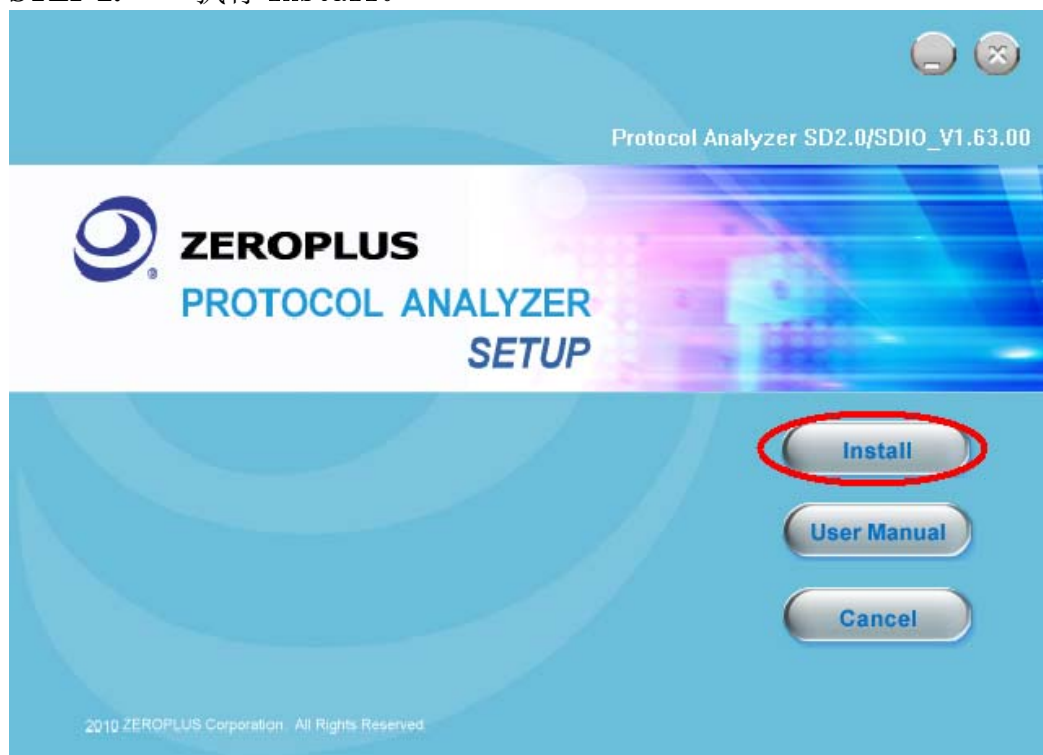 Protocol Analyzer SD2.0/SDIO_V1.63.00
ZEROPLUS
PROTOCOL ANALYZER
SETUP
Install
User Manual
Cancel
2010 ZEROPLUS Corporation. All Rights Reserved.